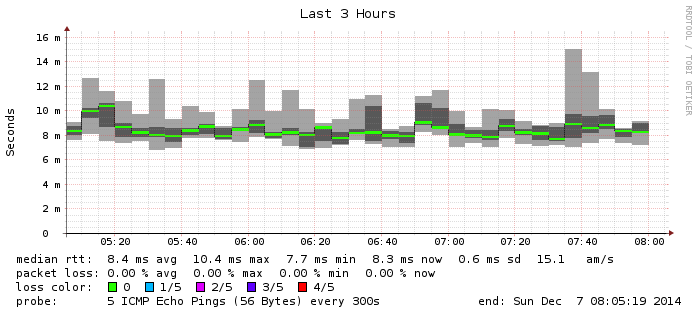 Last 3 Hours
RRDTOOL / TOBI OETIKER
Seconds
16 m
14 m
12 m
10 m
8 m
6 m
4 m
2 m
0
05:20 05:40 06:00 06:20 06:40 07:00 07:20 07:40 08:00
median rtt: 8.4 ms avg 10.4 ms max 7.7 ms min 8.3 ms now 0.6 ms sd 15.1 am/s
packet loss: 0.00 % avg 0.00 % max 0.00 % min 0.00 % now
loss color: 0 1/5 2/5 3/5 4/5
probe: 5 ICMP Echo Pings (56 Bytes) every 300s end: Sun Dec 7 08:05:19 2014